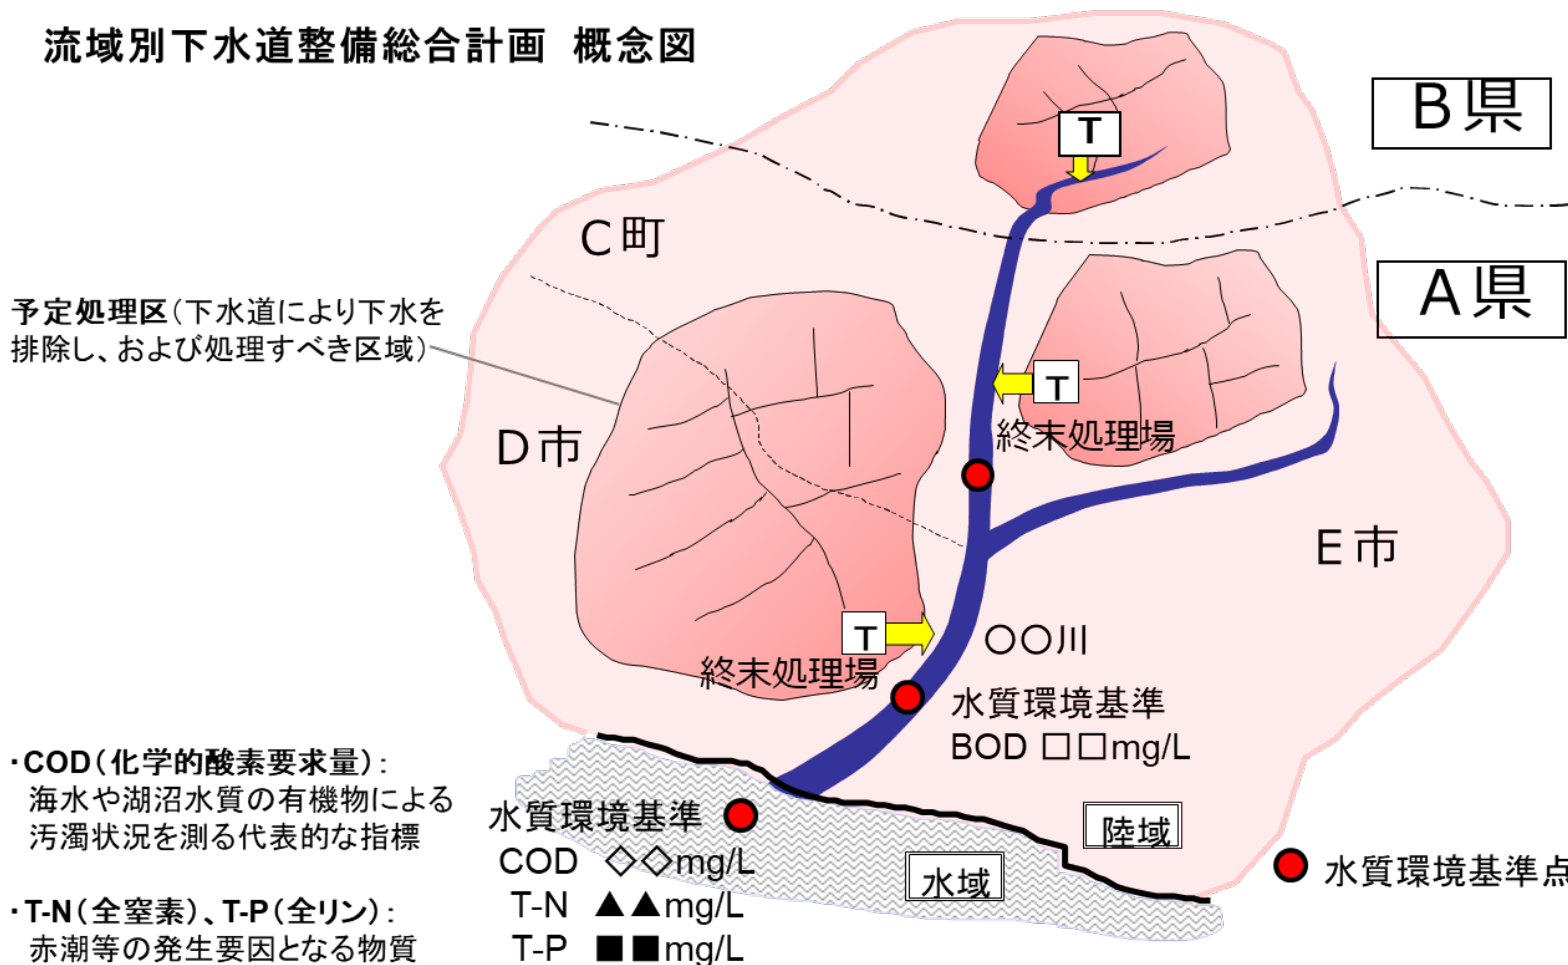 流域別下水道整備総合計画 概念図
B県
T
C町
A県
予定処理区(下水道により下水を
排除し、および処理すべき区域)
T
終末処理場
D市
E市
T
終末処理場
〇〇川
水質環境基準
BOD □□mg/L
・COD(化学的酸素要求量):
海水や湖沼水質の有機物による
汚濁状況を測る代表的な指標
水質環境基準
COD ◇◇mg/L
T-N ▲▲mg/L
T-P ■■mg/L
陸域
水域
水質環境基準点
・T-N(全窒素)、T-P(全リン):
赤潮等の発生要因となる物質